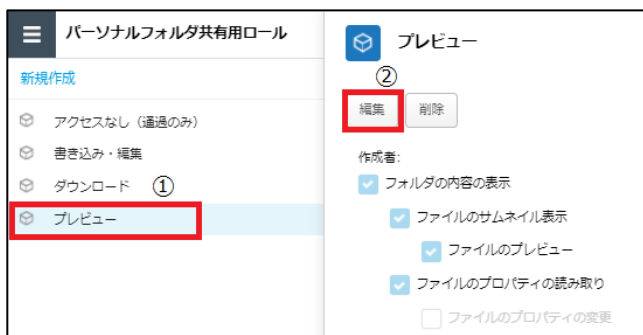 パーソナルフォルダ共有用ロール
新規作成
アクセスなし（通過のみ）
書き込み・編集
ダウンロード ①
プレビュー
プレビュー
②
編集 削除
作成者:
フォルダの内容の表示
ファイルのサムネイル表示
ファイルのプレビュー
ファイルのプロパティの読み取り
ファイルのプロパティの変更